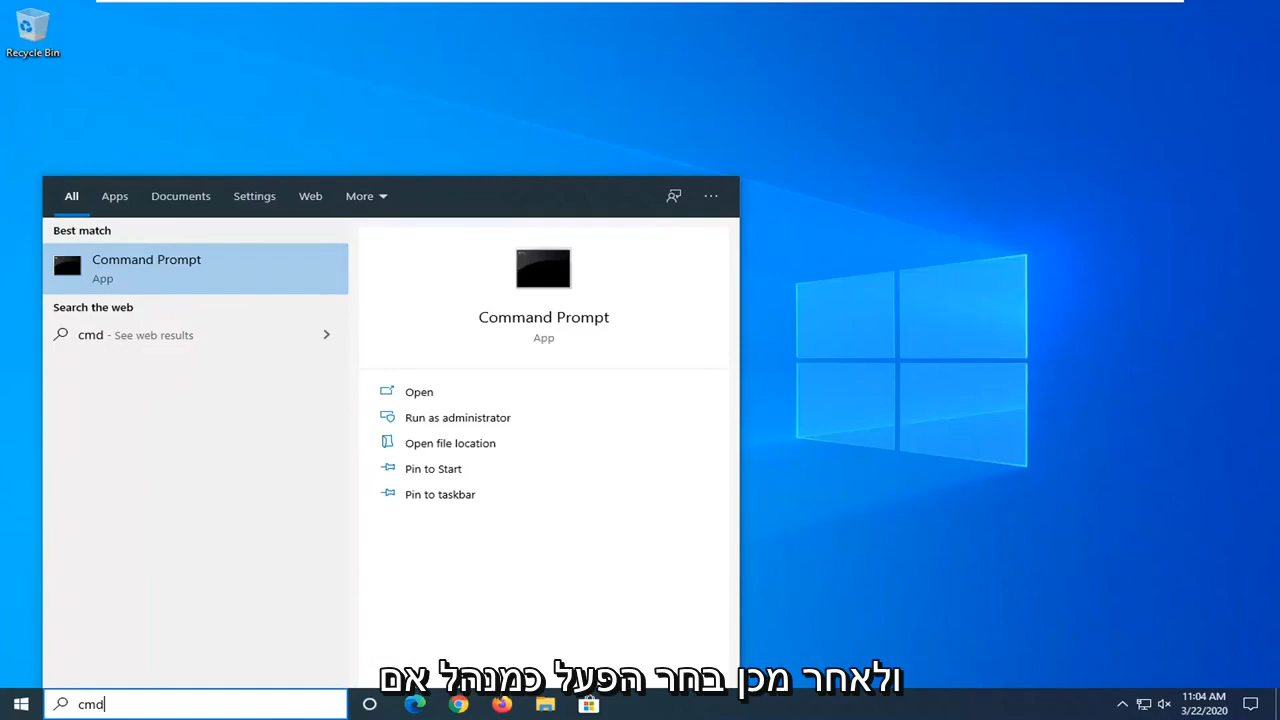 Recycle Bin
All Apps Documents Settings Web More
Best match
Command Prompt
App
Search the web
cmd - See web results
Command Prompt
App
Open
Run as administrator
Open file location
Pin to Start
Pin to taskbar
ולאחר מכן בחר הפעל כמנהל אם
cmd
11:04 AM
3/22/2020